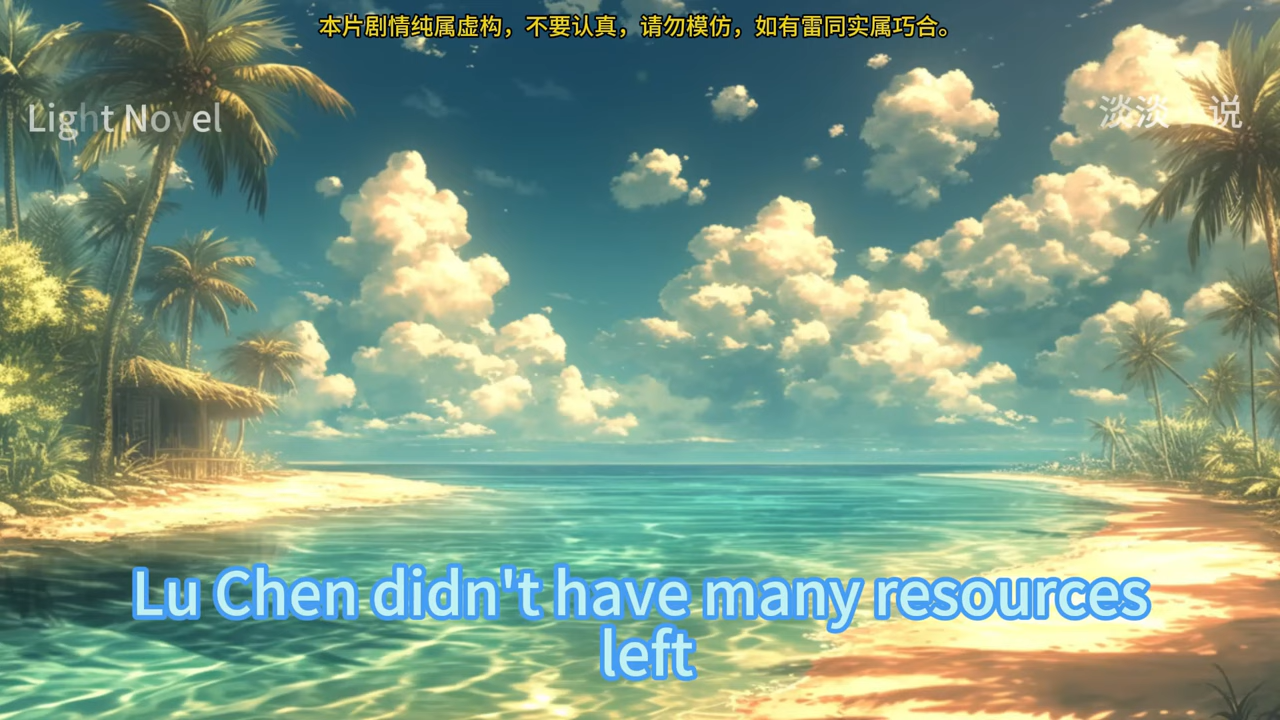 本片剧情纯属虚构，不要认真，请勿模仿，如有雷同实属巧合。
Light Novel
淡淡 说
Lu Chen didn't have many resources
left